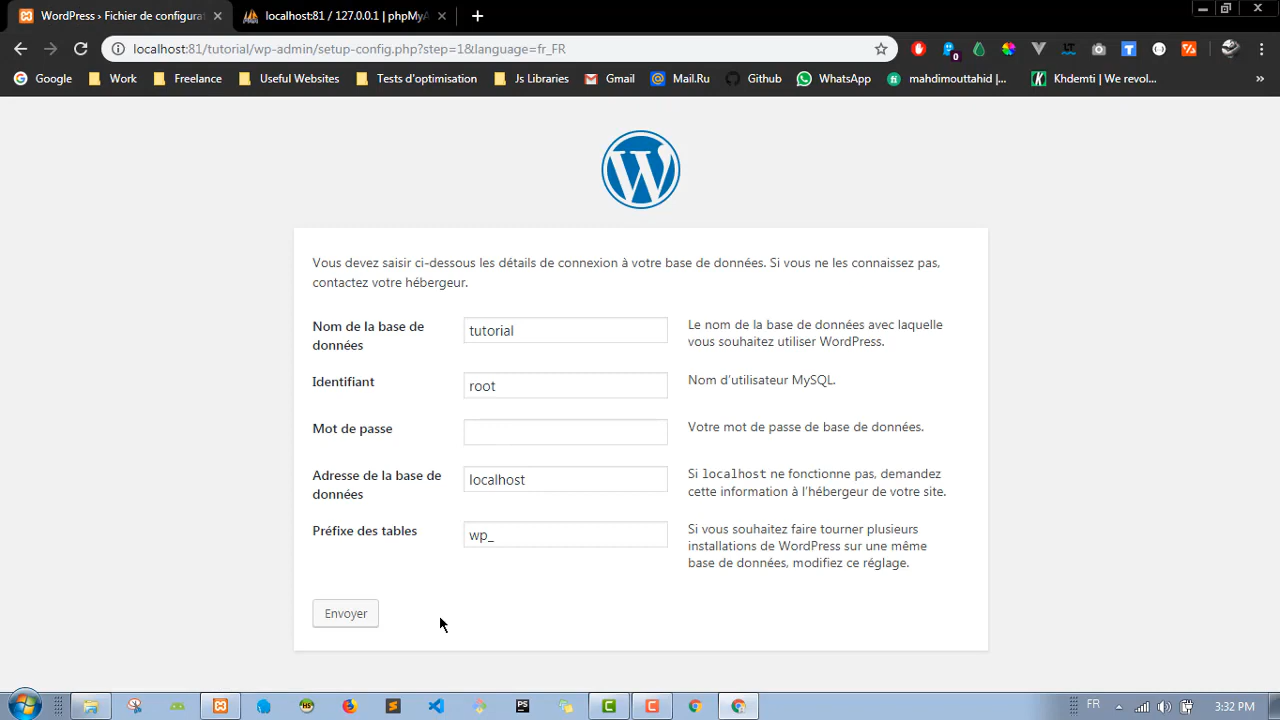 WordPress › Fichier de configurat
localhost:81 / 127.0.0.1 | phpMyA
localhost:81/tutorial/wp-admin/setup-config.php?step=1&language=fr_FR
Google Work Freelance Useful Websites Tests d'optimisation Js Libraries Gmail Mail.Ru Github WhatsApp mahdimouttahid |... Khdemti | We revol...
Vous devez saisir ci-dessous les détails de connexion à votre base de données. Si vous ne les connaissez pas,
contactez votre hébergeur.
Nom de la base de
données
tutorial
Le nom de la base de données avec laquelle
vous souhaitez utiliser WordPress.
Identifiant
root
Nom d’utilisateur MySQL.
Mot de passe
Votre mot de passe de base de données.
Adresse de la base de
données
localhost
Si localhost ne fonctionne pas, demandez
cette information à l’hébergeur de votre site.
Préfixe des tables
wp_
Si vous souhaitez faire tourner plusieurs
installations de WordPress sur une même
base de données, modifiez ce réglage.
Envoyer
FR 3:32 PM